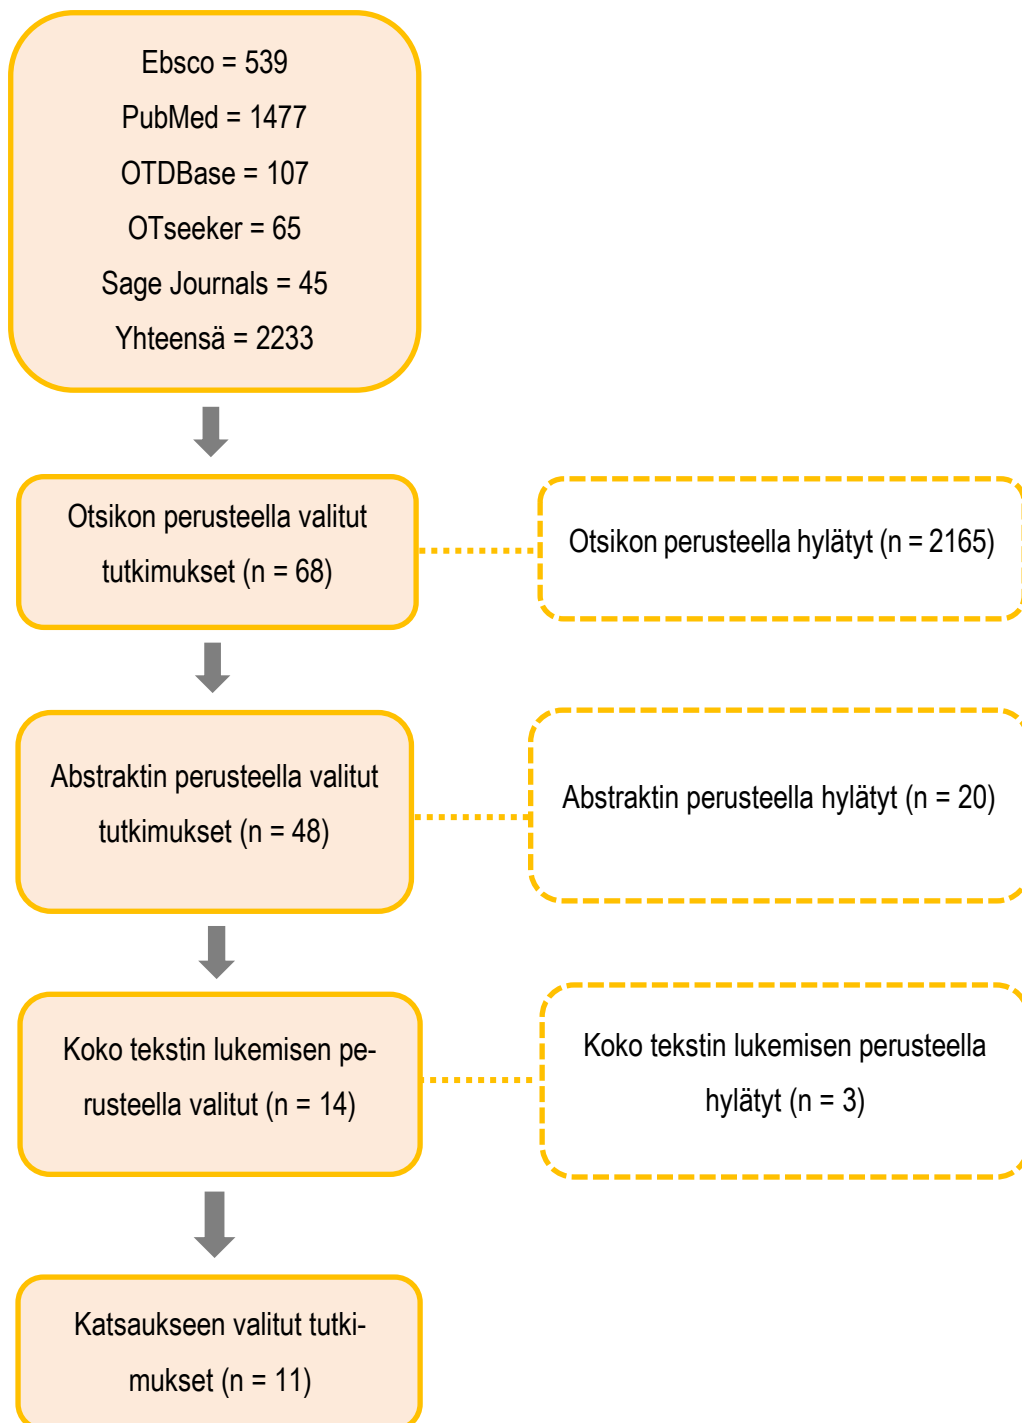 Ebsco = 539
PubMed = 1477
OTDBase = 107
OTseeker = 65
Sage Journals = 45
Yhteensä = 2233
Otsikon perusteella valitut
tutkimukset (n = 68)
Otsikon perusteella hylätyt (n = 2165)
Abstraktin perusteella valitut
tutkimukset (n = 48)
Abstraktin perusteella hylätyt (n = 20)
Koko tekstin lukemisen pe-
rusteella valitut (n = 14)
Koko tekstin lukemisen perusteella
hylätyt (n = 3)
Katsaukseen valitut tutki-
mukset (n = 11)